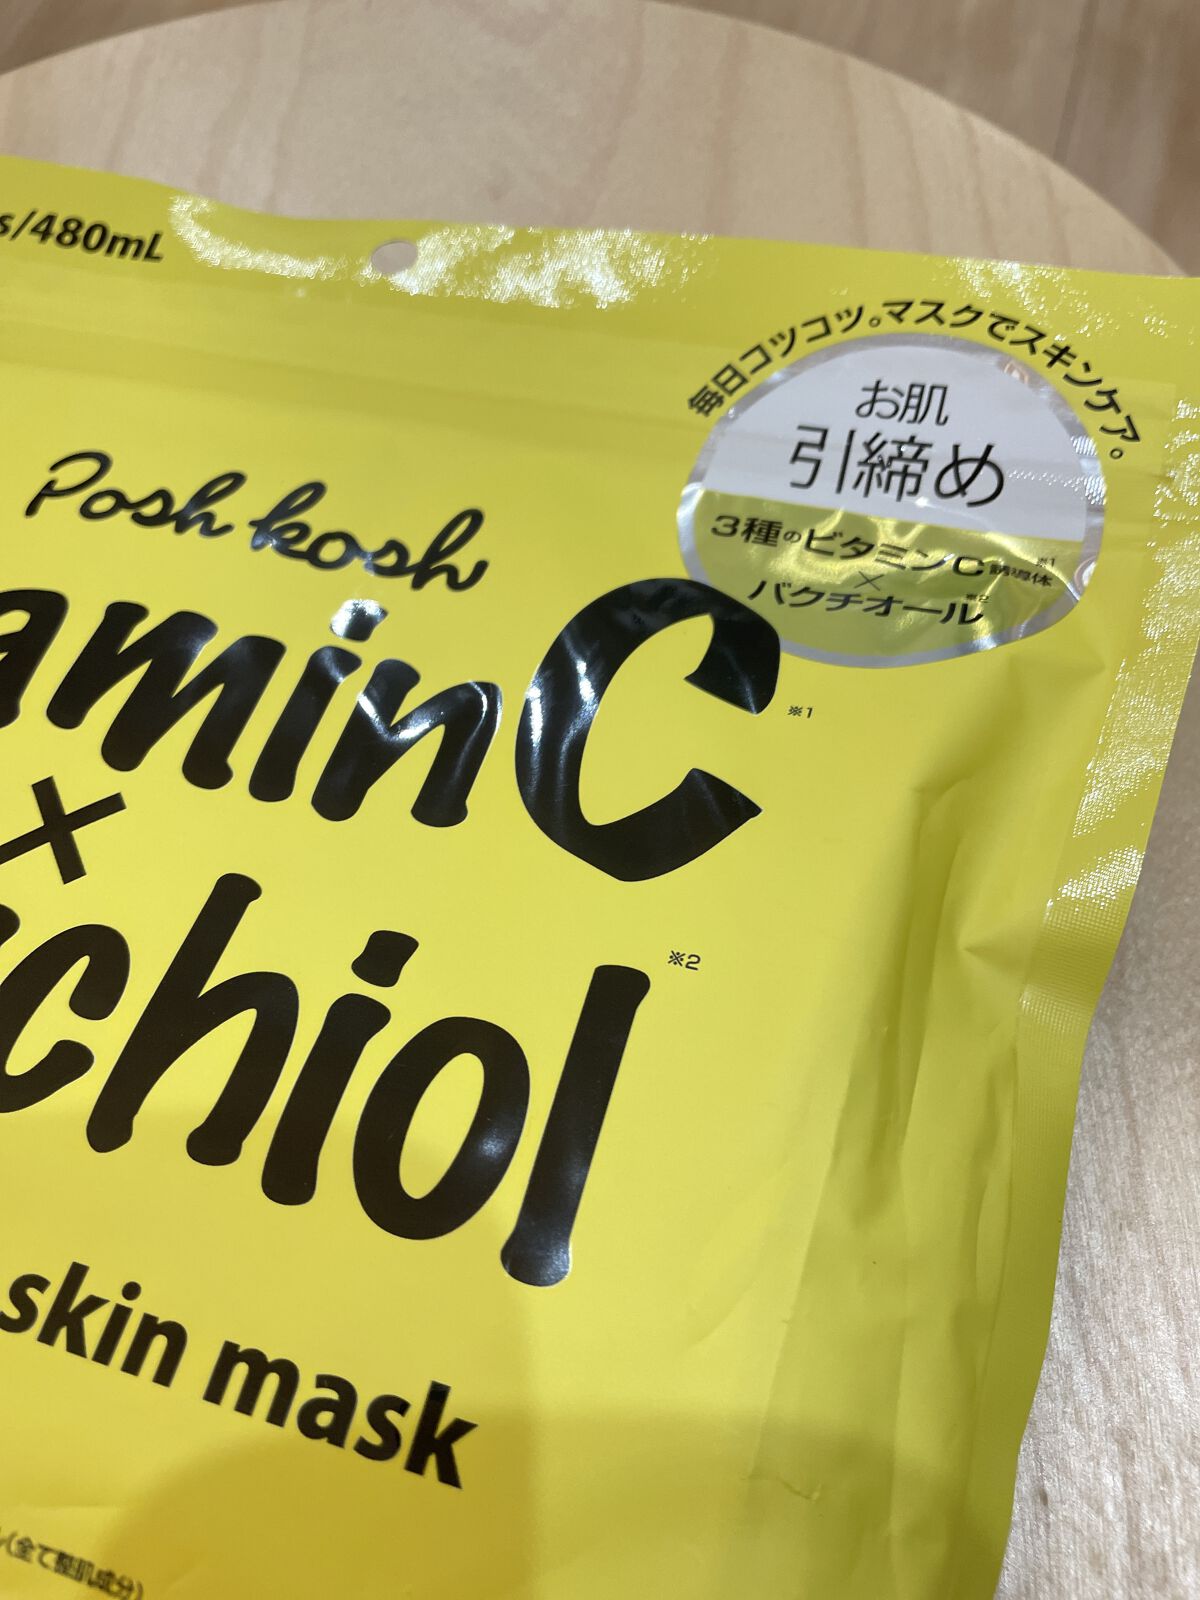 s/480mL
毎日コツコツ。マスクでスキンケア。
お肌
引締め
3種のビタミンC誘導体※1
×
バクチオール※2
Posh kosh
aminC※1
×
chiol※2
skin mask
(全て整肌成分)